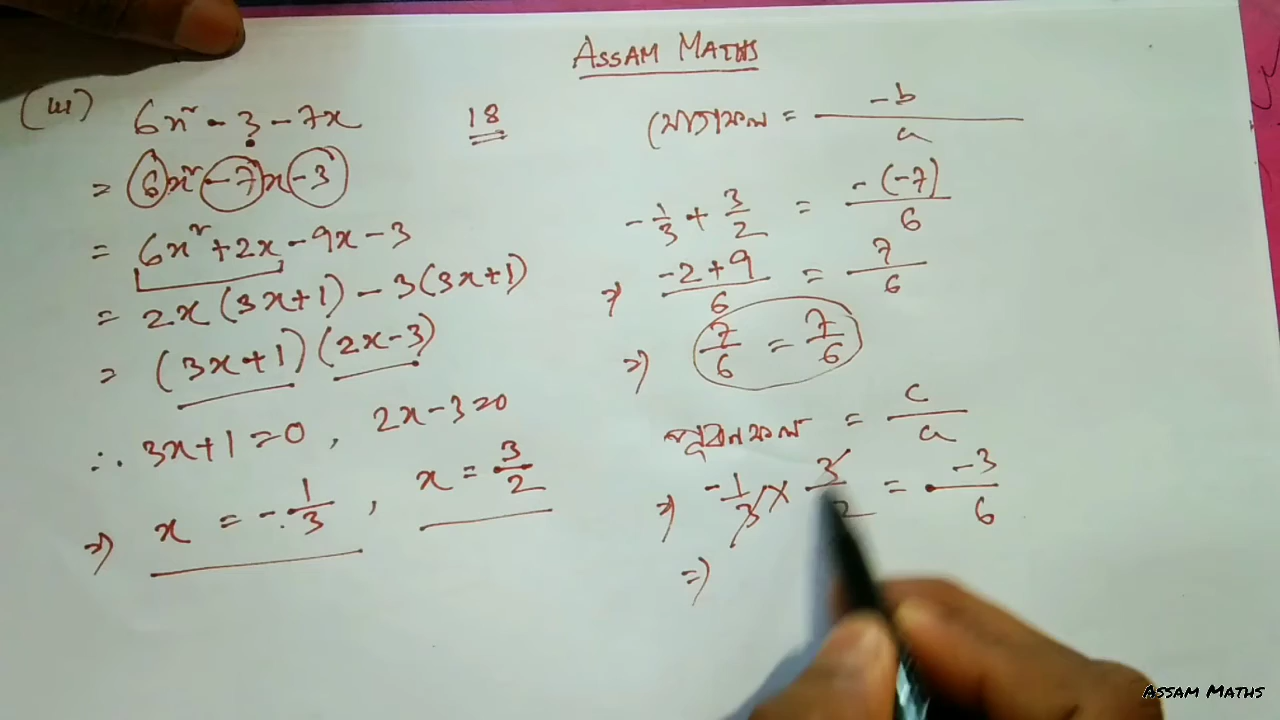 ASSAM MATHS
(iii) 6x² - 3 - 7x 18
= 6x² - 7x - 3
= 6x² + 2x - 9x - 3
= 2x (3x+1) - 3(3x+1)
= (3x+1) (2x-3)
∴ 3x+1=0, 2x-3=0
⇒ x = -1/3, x = 3/2
যোগফল = -b/a
-1/3 + 3/2 = -(-7)/6
⇒ (-2+9)/6 = 7/6
⇒ 7/6 = 7/6
পূৰণফল = c/a
⇒ -1/3 × 3/2 = -3/6
⇒
ASSAM MATHS